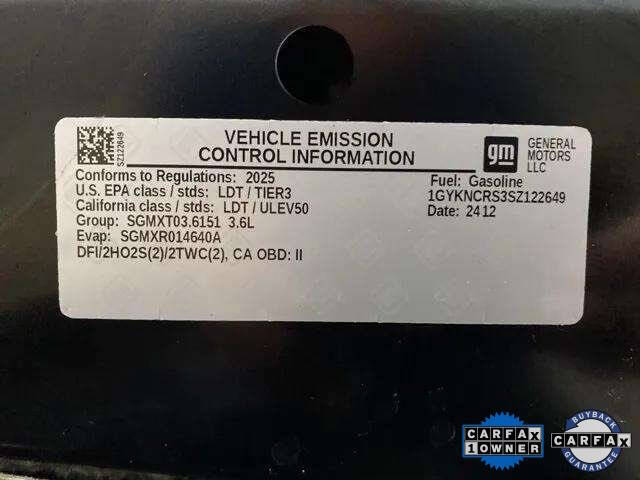 SZ122649
VEHICLE EMISSION
CONTROL INFORMATION
gm
GENERAL
MOTORS
LLC
Conforms to Regulations: 2025
U.S. EPA class / stds: LDT / TIER3
California class / stds: LDT / ULEV50
Group: SGMXT03.6151 3.6L
Evap: SGMXR014640A
DFI/2HO2S(2)/2TWC(2), CA OBD: II
Fuel: Gasoline
1GYKNCRS3SZ122649
Date: 2412
CARFAX
1 OWNER
BUYBACK
CARFAX
GUARANTEE